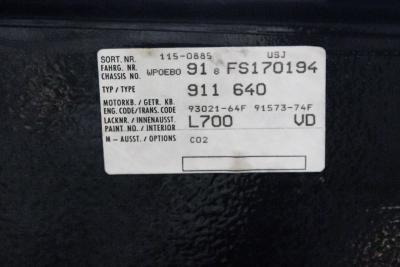 SORT. NR. 115-0885 USJ
FAHRG. NR.
CHASSIS NO. WPOEBO 91 8 FS170194
TYP / TYPE 911 640
MOTORKB. / GETR. KB.
ENG. CODE/TRANS. CODE 93021-64F 91573-74F
LACKNR. / INNENAUSST. L700 VD
PAINT NO. / INTERIOR
M - AUSST. / OPTIONS C02